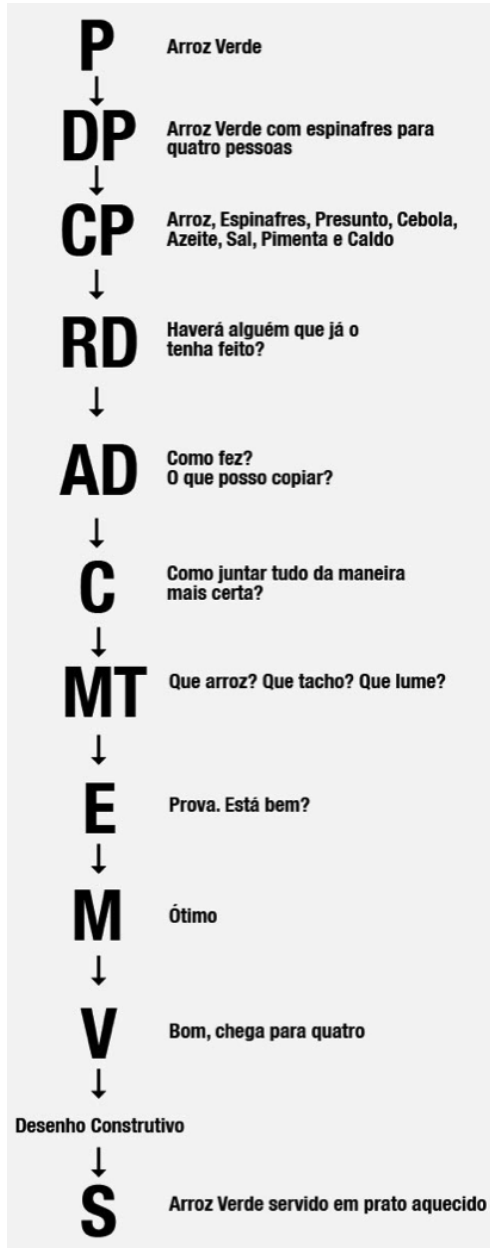 P
Arroz Verde
DP
Arroz Verde com espinafres para
quatro pessoas
CP
Arroz, Espinafres, Presunto, Cebola,
Azeite, Sal, Pimenta e Caldo
RD
Haverá alguém que já o
tenha feito?
AD
Como fez?
O que posso copiar?
C
Como juntar tudo da maneira
mais certa?
MT
Que arroz? Que tacho? Que lume?
E
Prova. Está bem?
M
Ótimo
V
Bom, chega para quatro
Desenho Construtivo
S
Arroz Verde servido em prato aquecido